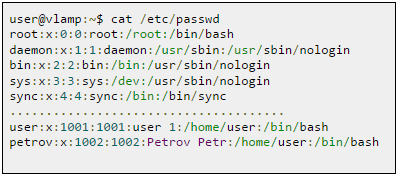 user@vlamp:~$ cat /etc/passwd
root:x:0:0:root:/root:/bin/bash
daemon:x:1:1:daemon:/usr/sbin:/usr/sbin/nologin
bin:x:2:2:bin:/bin:/usr/sbin/nologin
sys:x:3:3:sys:/dev:/usr/sbin/nologin
sync:x:4:4:sync:/bin:/bin/sync
......................................
user:x:1001:1001:user 1:/home/user:/bin/bash
petrov:x:1002:1002:Petrov Petr:/home/user:/bin/bash